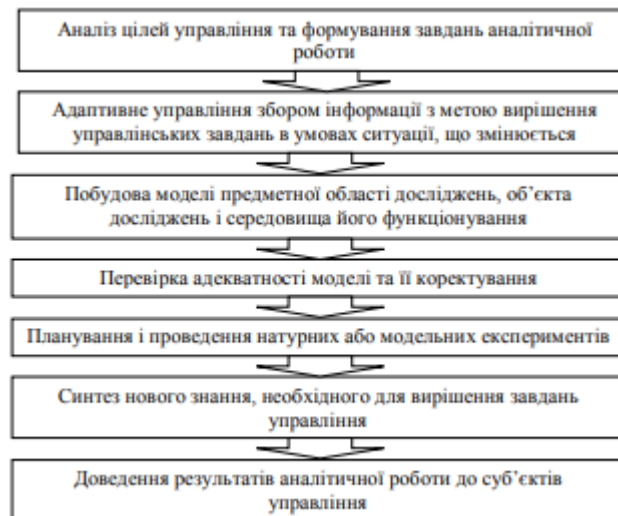 Аналіз цілей управління та формування завдань аналітичної
роботи
Адаптивне управління збором інформації з метою вирішення
управлінських завдань в умовах ситуації, що змінюється
Побудова моделі предметної області досліджень, об’єкта
досліджень і середовища його функціонування
Перевірка адекватності моделі та її коректування
Планування і проведення натурних або модельних експериментів
Синтез нового знання, необхідного для вирішення завдань
управління
Доведення результатів аналітичної роботи до суб’єктів
управління